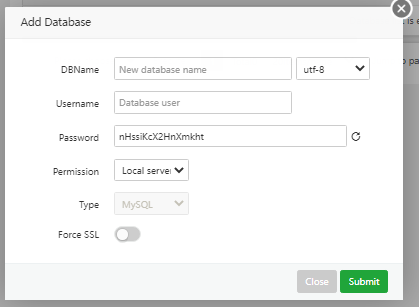 Add Database
DBName New database name utf-8
Username Database user
Password nHssiKcX2HnXmkht
Permission Local server
Type MySQL
Force SSL
Close Submit